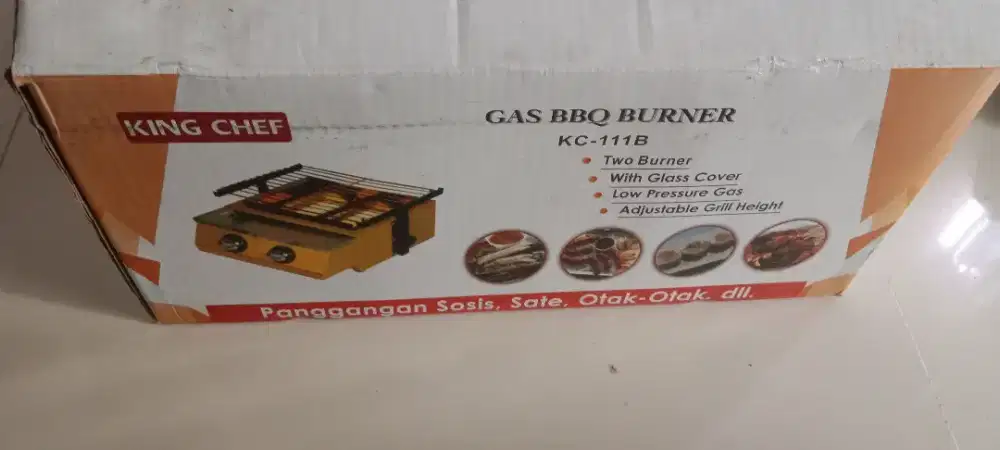 KING CHEF
GAS BBQ BURNER
KC-111B
• Two Burner
• With Glass Cover
• Low Pressure Gas
• Adjustable Grill Height
Panggangan Sosis, Sate, Otak-Otak. dll.